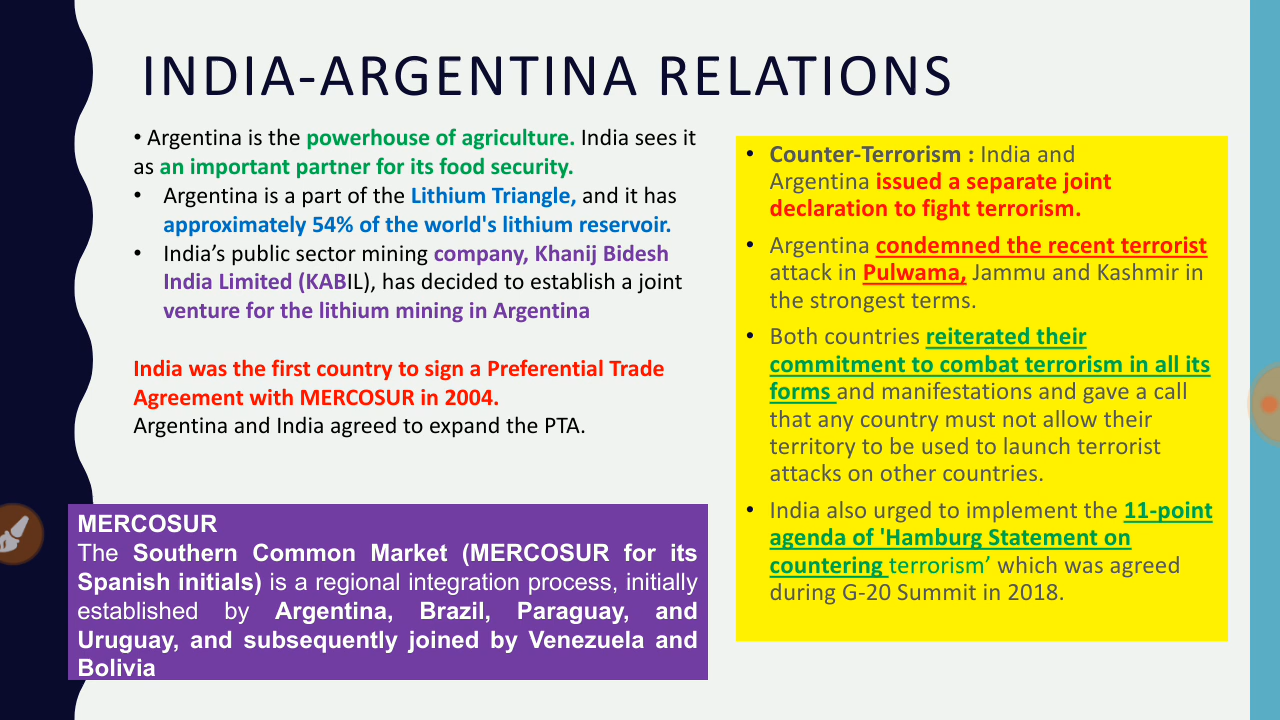 INDIA-ARGENTINA RELATIONS
• Argentina is the powerhouse of agriculture. India sees it
as an important partner for its food security.
• Argentina is a part of the Lithium Triangle, and it has
approximately 54% of the world's lithium reservoir.
• India’s public sector mining company, Khanij Bidesh
India Limited (KABIL), has decided to establish a joint
venture for the lithium mining in Argentina
India was the first country to sign a Preferential Trade
Agreement with MERCOSUR in 2004.
Argentina and India agreed to expand the PTA.
MERCOSUR
The Southern Common Market (MERCOSUR for its
Spanish initials) is a regional integration process, initially
established by Argentina, Brazil, Paraguay, and
Uruguay, and subsequently joined by Venezuela and
Bolivia
• Counter-Terrorism : India and
Argentina issued a separate joint
declaration to fight terrorism.
• Argentina condemned the recent terrorist
attack in Pulwama, Jammu and Kashmir in
the strongest terms.
• Both countries reiterated their
commitment to combat terrorism in all its
forms and manifestations and gave a call
that any country must not allow their
territory to be used to launch terrorist
attacks on other countries.
• India also urged to implement the 11-point
agenda of 'Hamburg Statement on
countering terrorism’ which was agreed
during G-20 Summit in 2018.